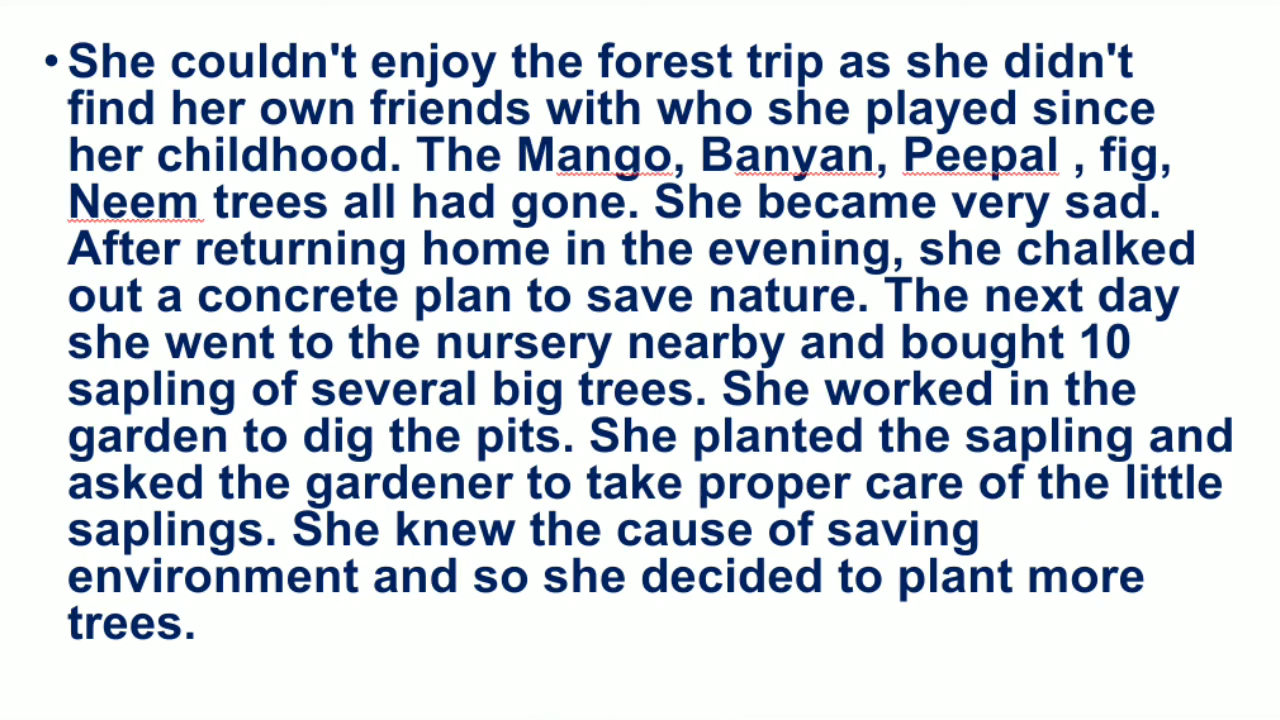 • She couldn't enjoy the forest trip as she didn't
find her own friends with who she played since
her childhood. The Mango, Banyan, Peepal , fig,
Neem trees all had gone. She became very sad.
After returning home in the evening, she chalked
out a concrete plan to save nature. The next day
she went to the nursery nearby and bought 10
sapling of several big trees. She worked in the
garden to dig the pits. She planted the sapling and
asked the gardener to take proper care of the little
saplings. She knew the cause of saving
environment and so she decided to plant more
trees.